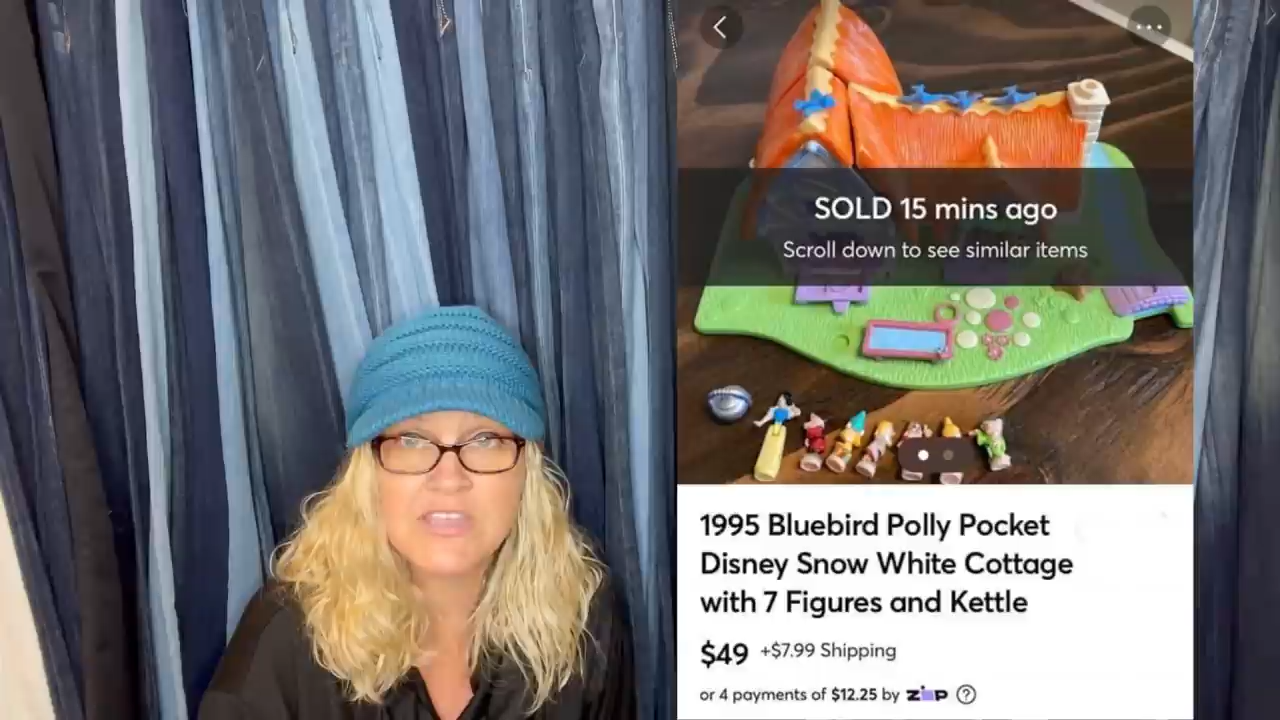 SOLD 15 mins ago
Scroll down to see similar items
1995 Bluebird Polly Pocket
Disney Snow White Cottage
with 7 Figures and Kettle
$49 +$7.99 Shipping
or 4 payments of $12.25 by Zip